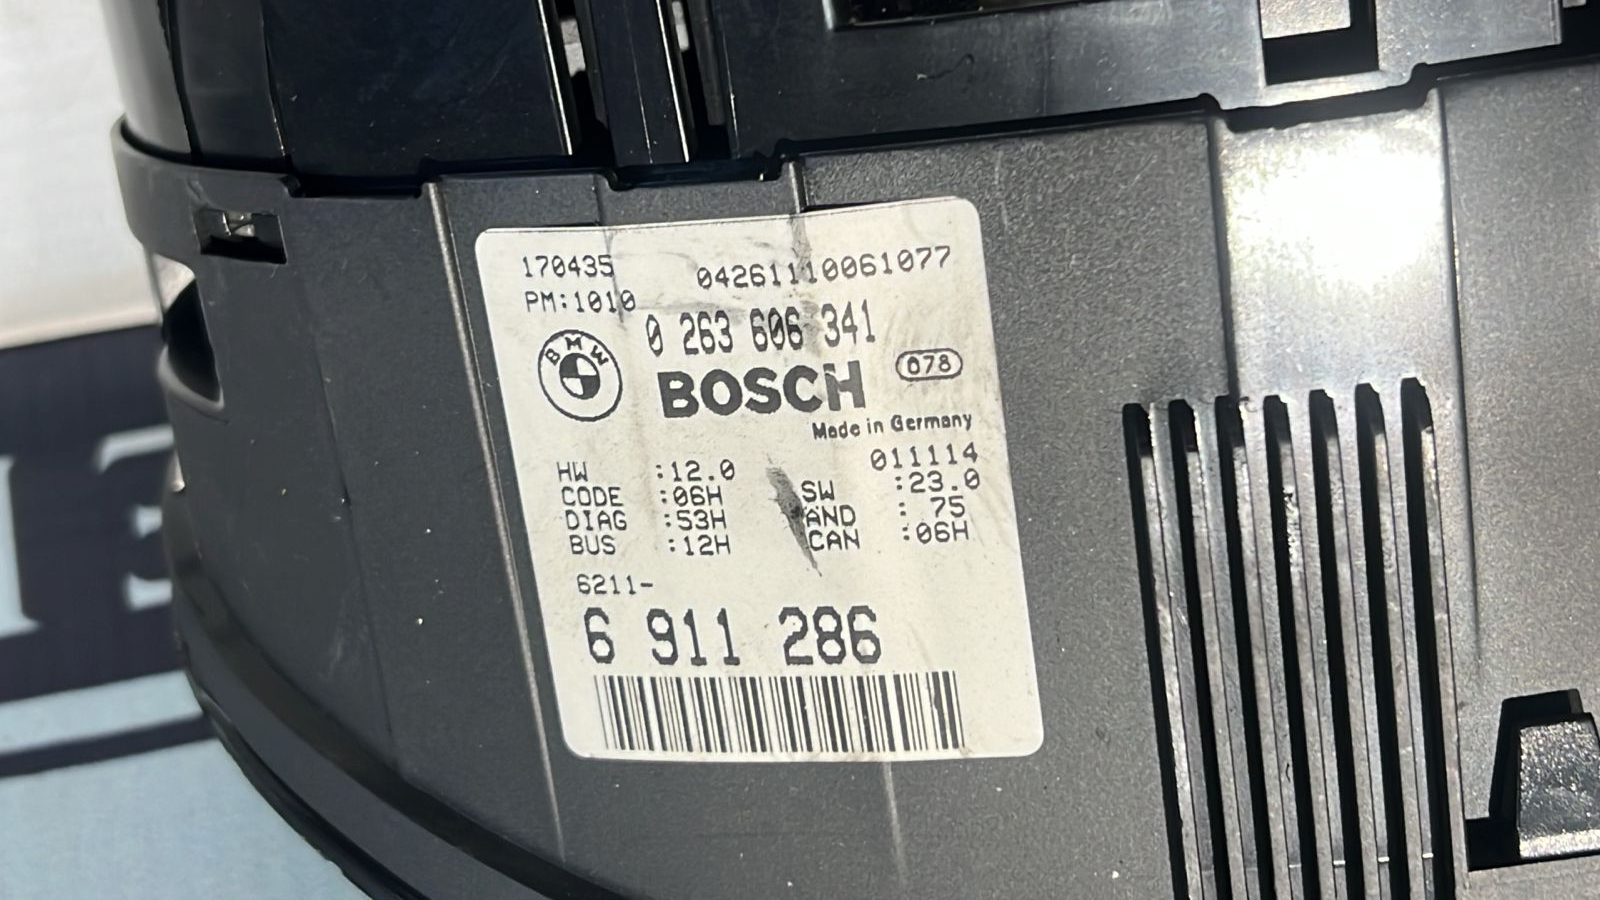 170435 04261110061077
PM:1010
0 263 606 341
BMW
BOSCH 078
Made in Germany
011114
HW :12.0 SW :23.0
CODE :06H AND : 75
DIAG :53H CAN :06H
BUS :12H
6211-
6 911 286